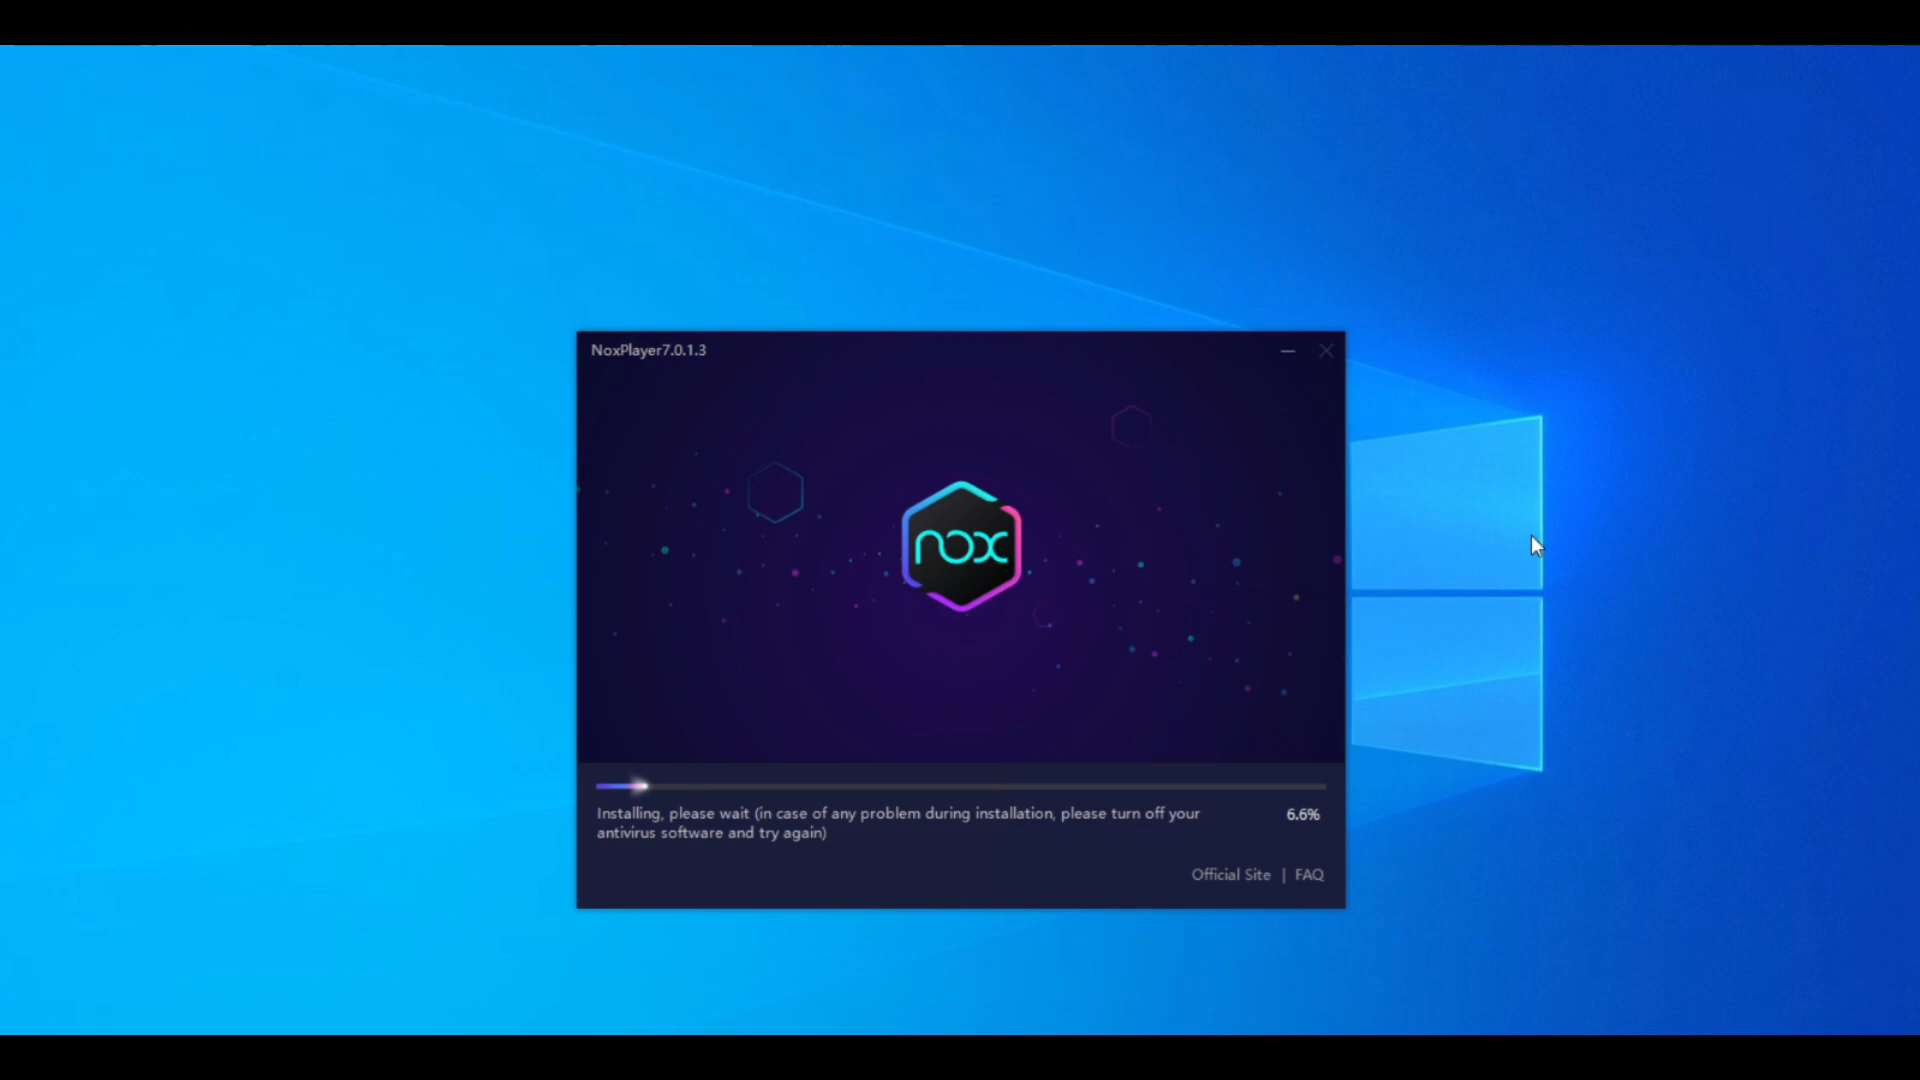 NoxPlayer7.0.1.3
nox
Installing, please wait (in case of any problem during installation, please turn off your
antivirus software and try again)
6.6%
Official Site | FAQ